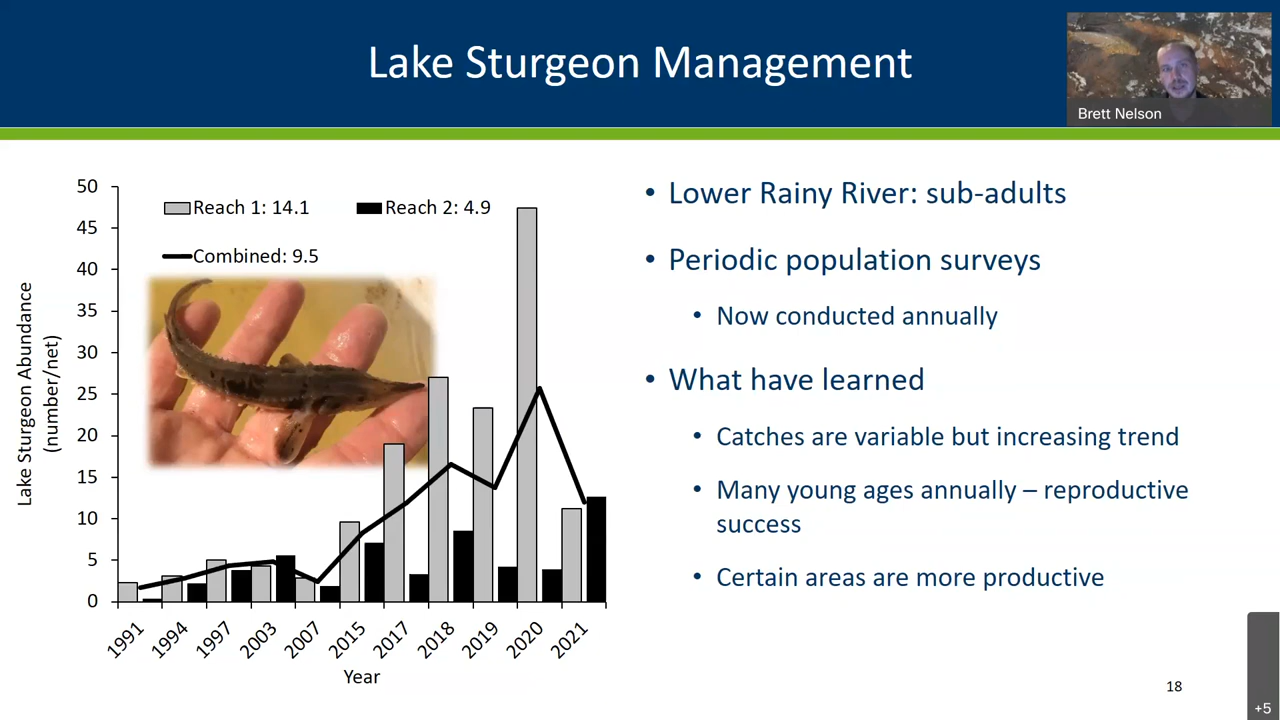 Lake Sturgeon Management
Brett Nelson
50
45
40
35
30
25
20
15
10
5
0
Reach 1: 14.1
Reach 2: 4.9
Combined: 9.5
Lake Sturgeon Abundance
(number/net)
1991
1994
1997
2003
2007
2015
2017
2018
2019
2020
2021
Year
• Lower Rainy River: sub-adults
• Periodic population surveys
• Now conducted annually
• What have learned
• Catches are variable but increasing trend
• Many young ages annually – reproductive
success
• Certain areas are more productive
18
+5